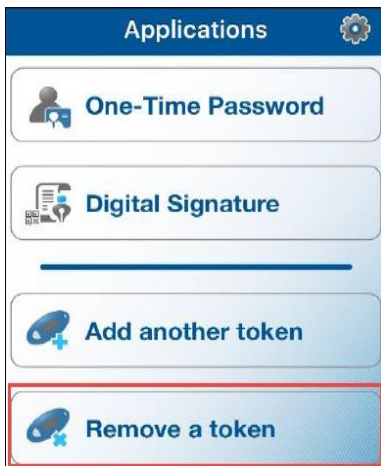 Applications
One-Time Password
Digital Signature
Add another token
Remove a token